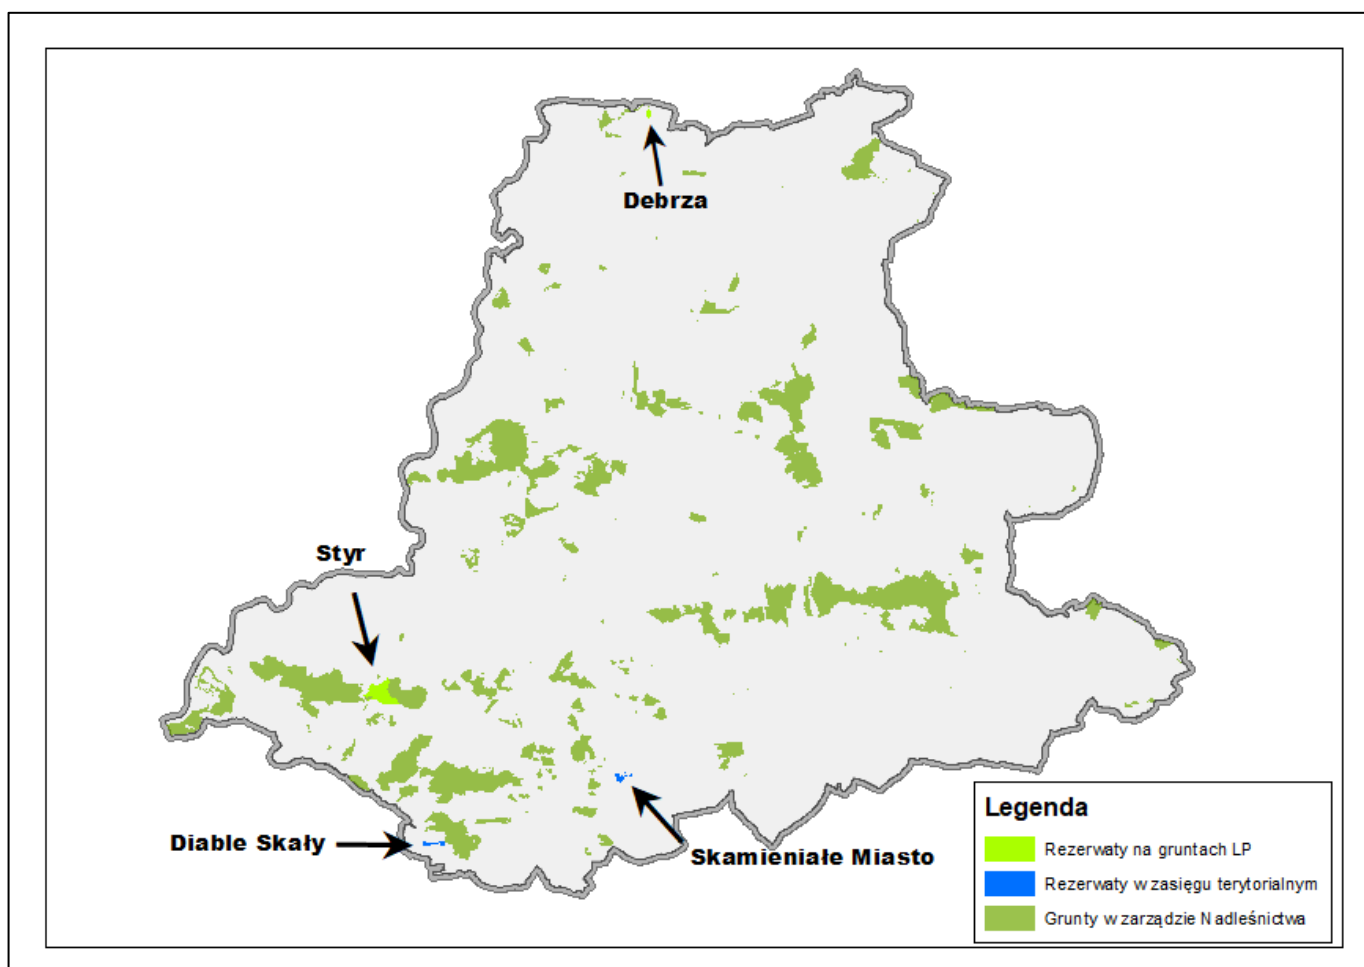 Debrza
Styr
Diable Skały
Skamieniałe Miasto
Legenda
Rezerwaty na gruntach LP
Rezerwaty w zasięgu terytorialnym
Grunty w zarządzie Nadleśnictwa